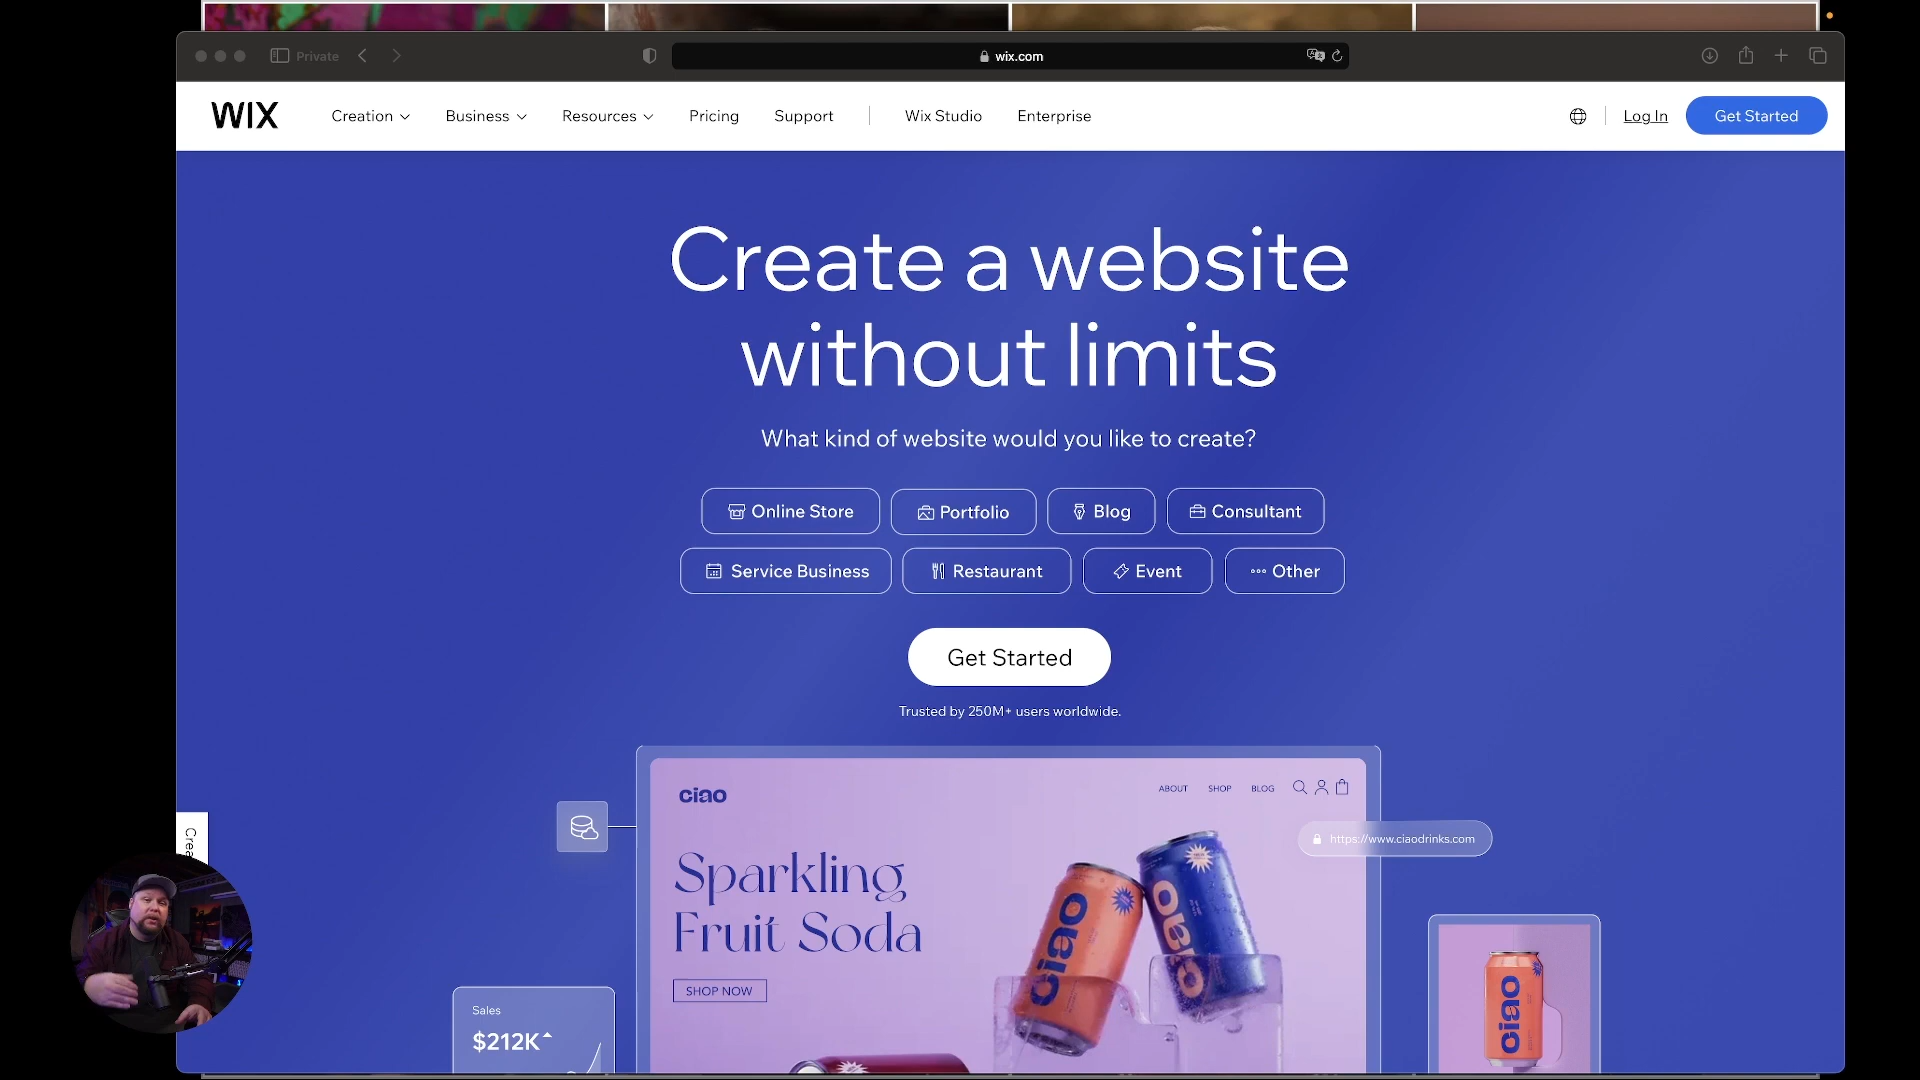 Private
wix.com
WIX
Creation
Business
Resources
Pricing
Support
Wix Studio
Enterprise
Log In
Get Started
Create a website
without limits
What kind of website would you like to create?
Online Store
Portfolio
Blog
Consultant
Service Business
Restaurant
Event
Other
Get Started
Trusted by 250M+ users worldwide.
ciao
ABOUT
SHOP
BLOG
https://www.ciaodrinks.com
Sparkling
Fruit Soda
SHOP NOW
ciao
ciao
ciao
Sales
$212K